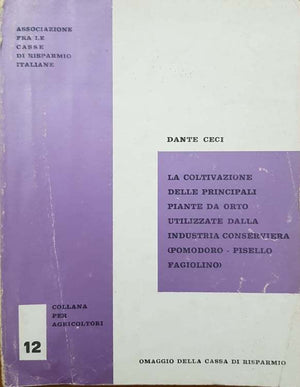 ASSOCIAZIONE
FRA LE
CASSE
DI RISPARMIO
ITALIANE
DANTE CECI
LA COLTIVAZIONE
DELLE PRINCIPALI
PIANTE DA ORTO
UTILIZZATE DALLA
INDUSTRIA CONSERVIERA
(POMODORO - PISELLO
FAGIOLINO)
COLLANA
PER
AGRICOLTORI
12
OMAGGIO DELLA CASSA DI RISPARMIO